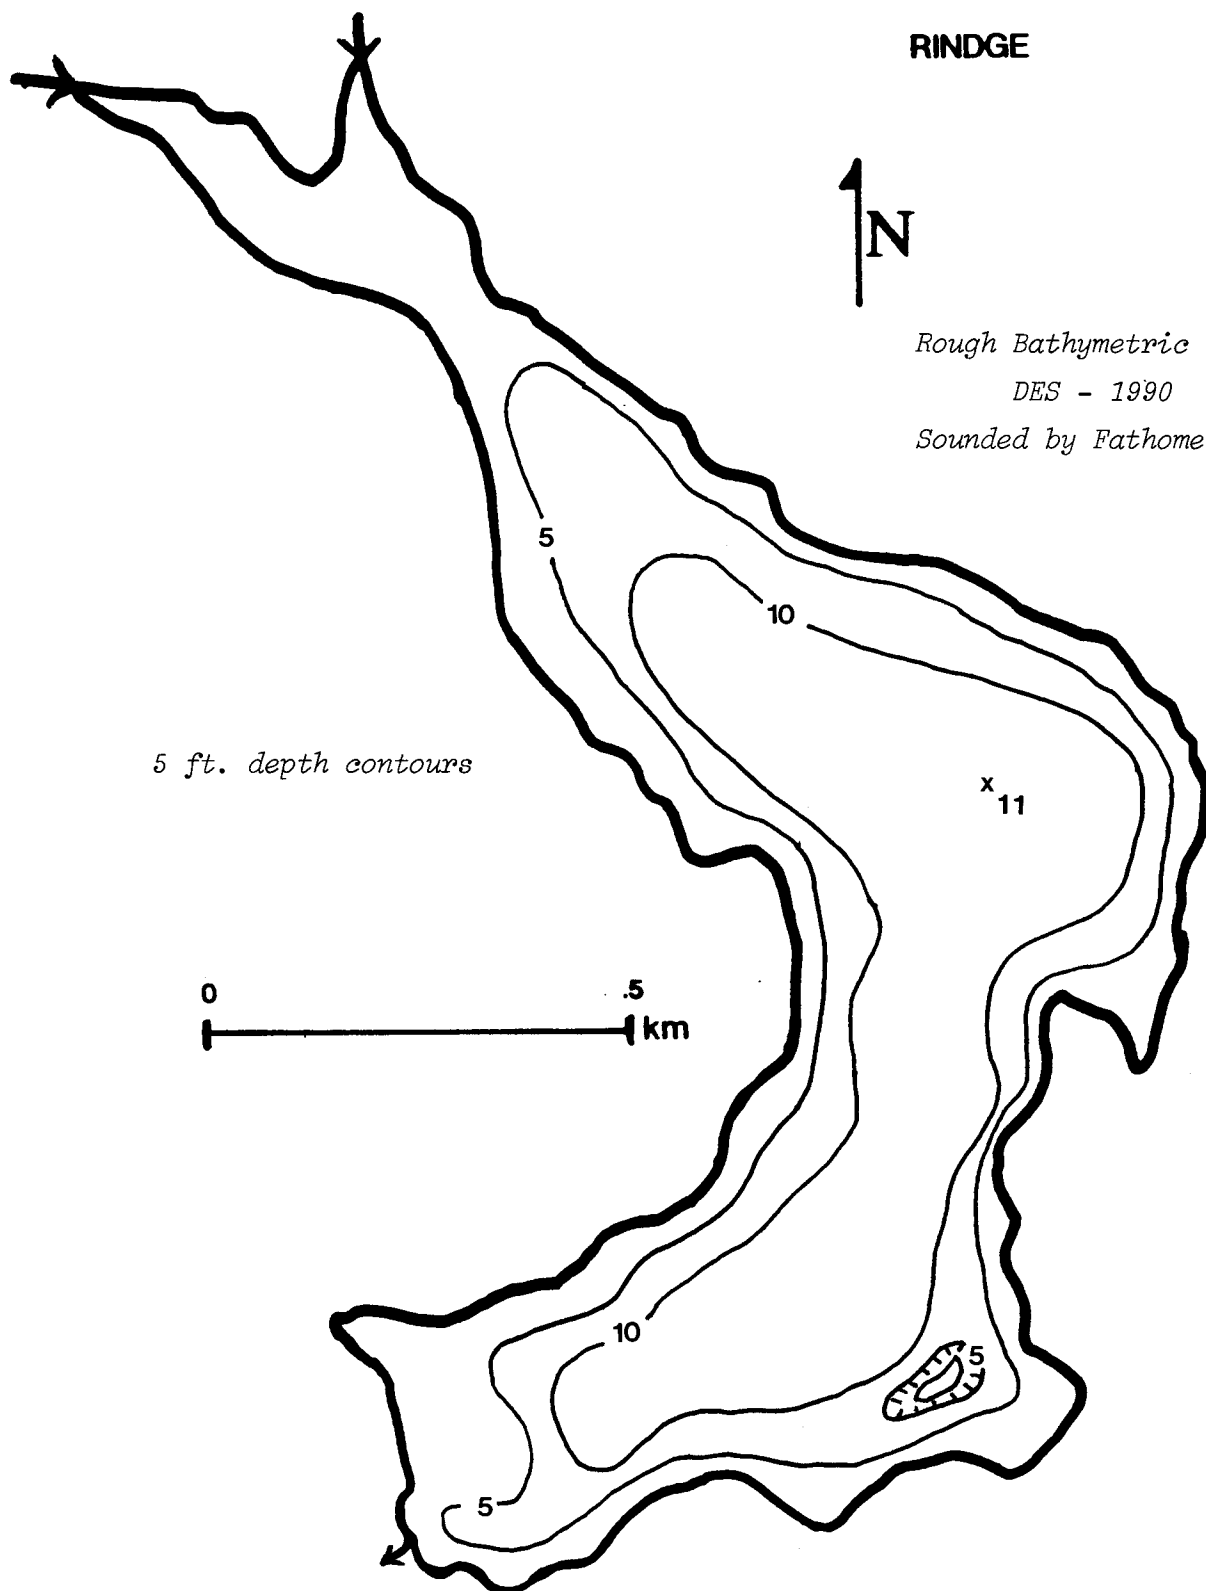 RINDGE
N
Rough Bathymetric
DES - 1990
Sounded by Fathome
5
10
5 ft. depth contours
x 11
0 .5
km
10
5
5